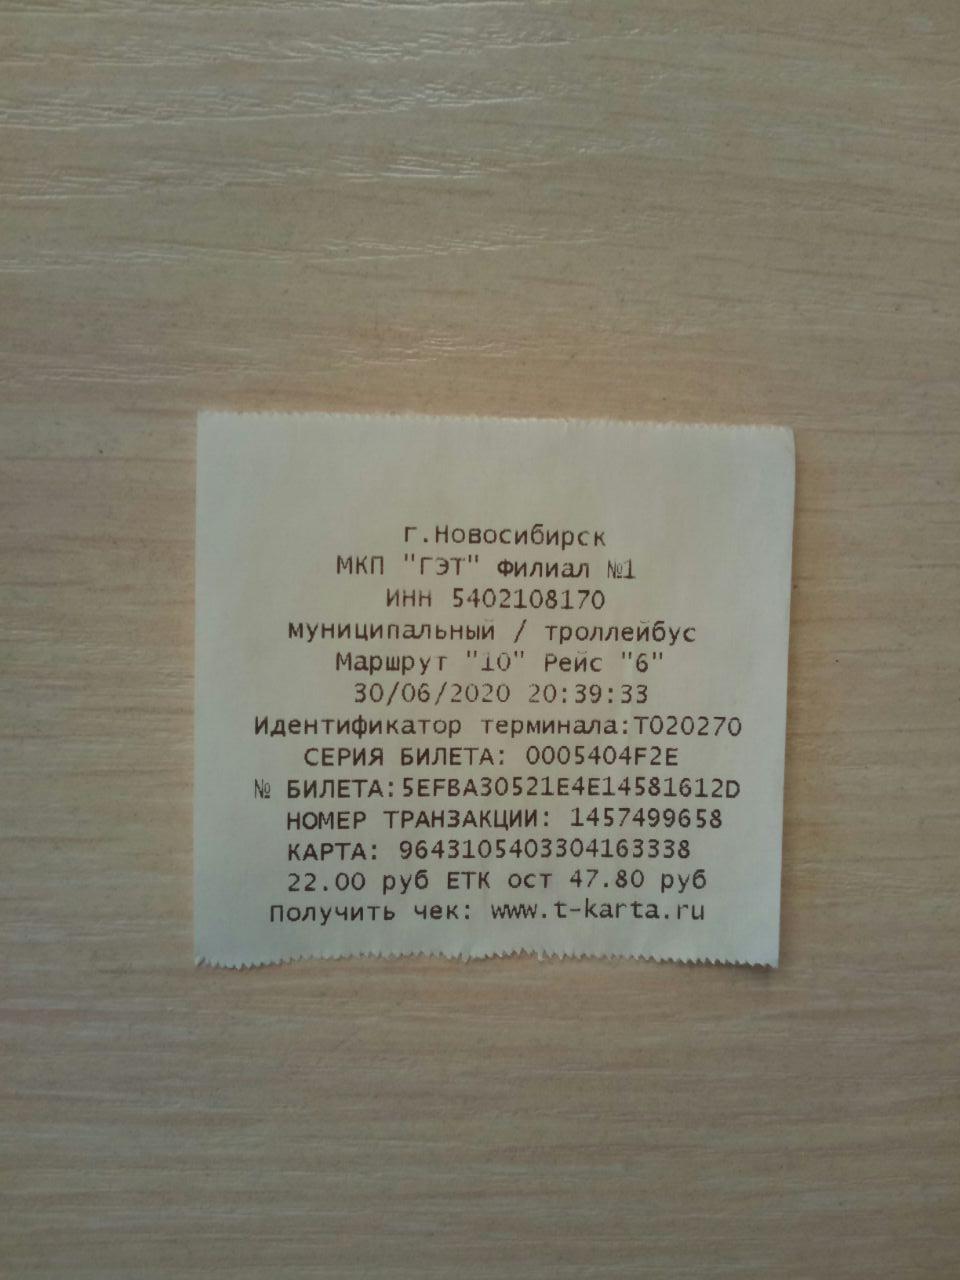 г.Новосибирск
МКП "ГЭТ" Филиал №1
ИНН 5402108170
муниципальный / троллейбус
Маршрут "10" Рейс "6"
30/06/2020 20:39:33
Идентификатор терминала:T020270
СЕРИЯ БИЛЕТА: 0005404F2E
№ БИЛЕТА:5EFBA30521E4E14581612D
НОМЕР ТРАНЗАКЦИИ: 1457499658
КАРТА: 9643105403304163338
22.00 руб ЕТК ост 47.80 руб
Получить чек: www.t-karta.ru